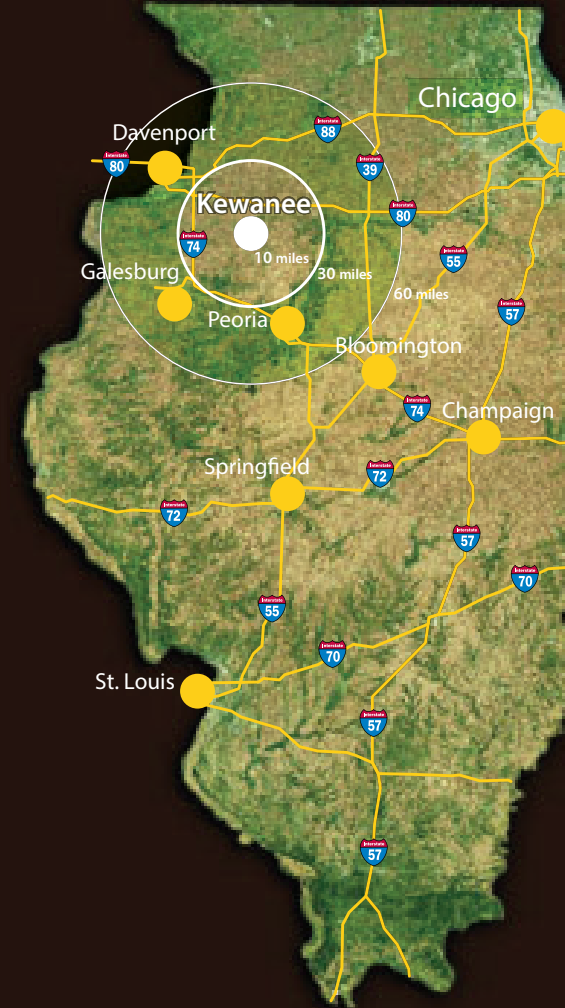 Chicago
Davenport
Interstate
88
Interstate
80
Interstate
39
Kewanee
Interstate
80
Interstate
74
10 miles
Interstate
55
Galesburg
30 miles
60 miles
Interstate
57
Peoria
Bloomington
Interstate
74
Champaign
Springfield
Interstate
72
Interstate
72
Interstate
57
Interstate
70
Interstate
55
Interstate
70
St. Louis
Interstate
57
Interstate
57